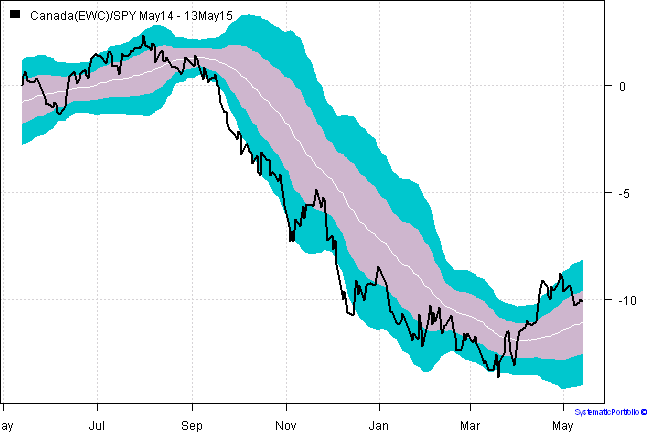 Canada(EWC)/SPY May14 - 13May15
0
-5
-10
ay Jul Sep Nov Jan Mar May
SystematicPortfolio ©